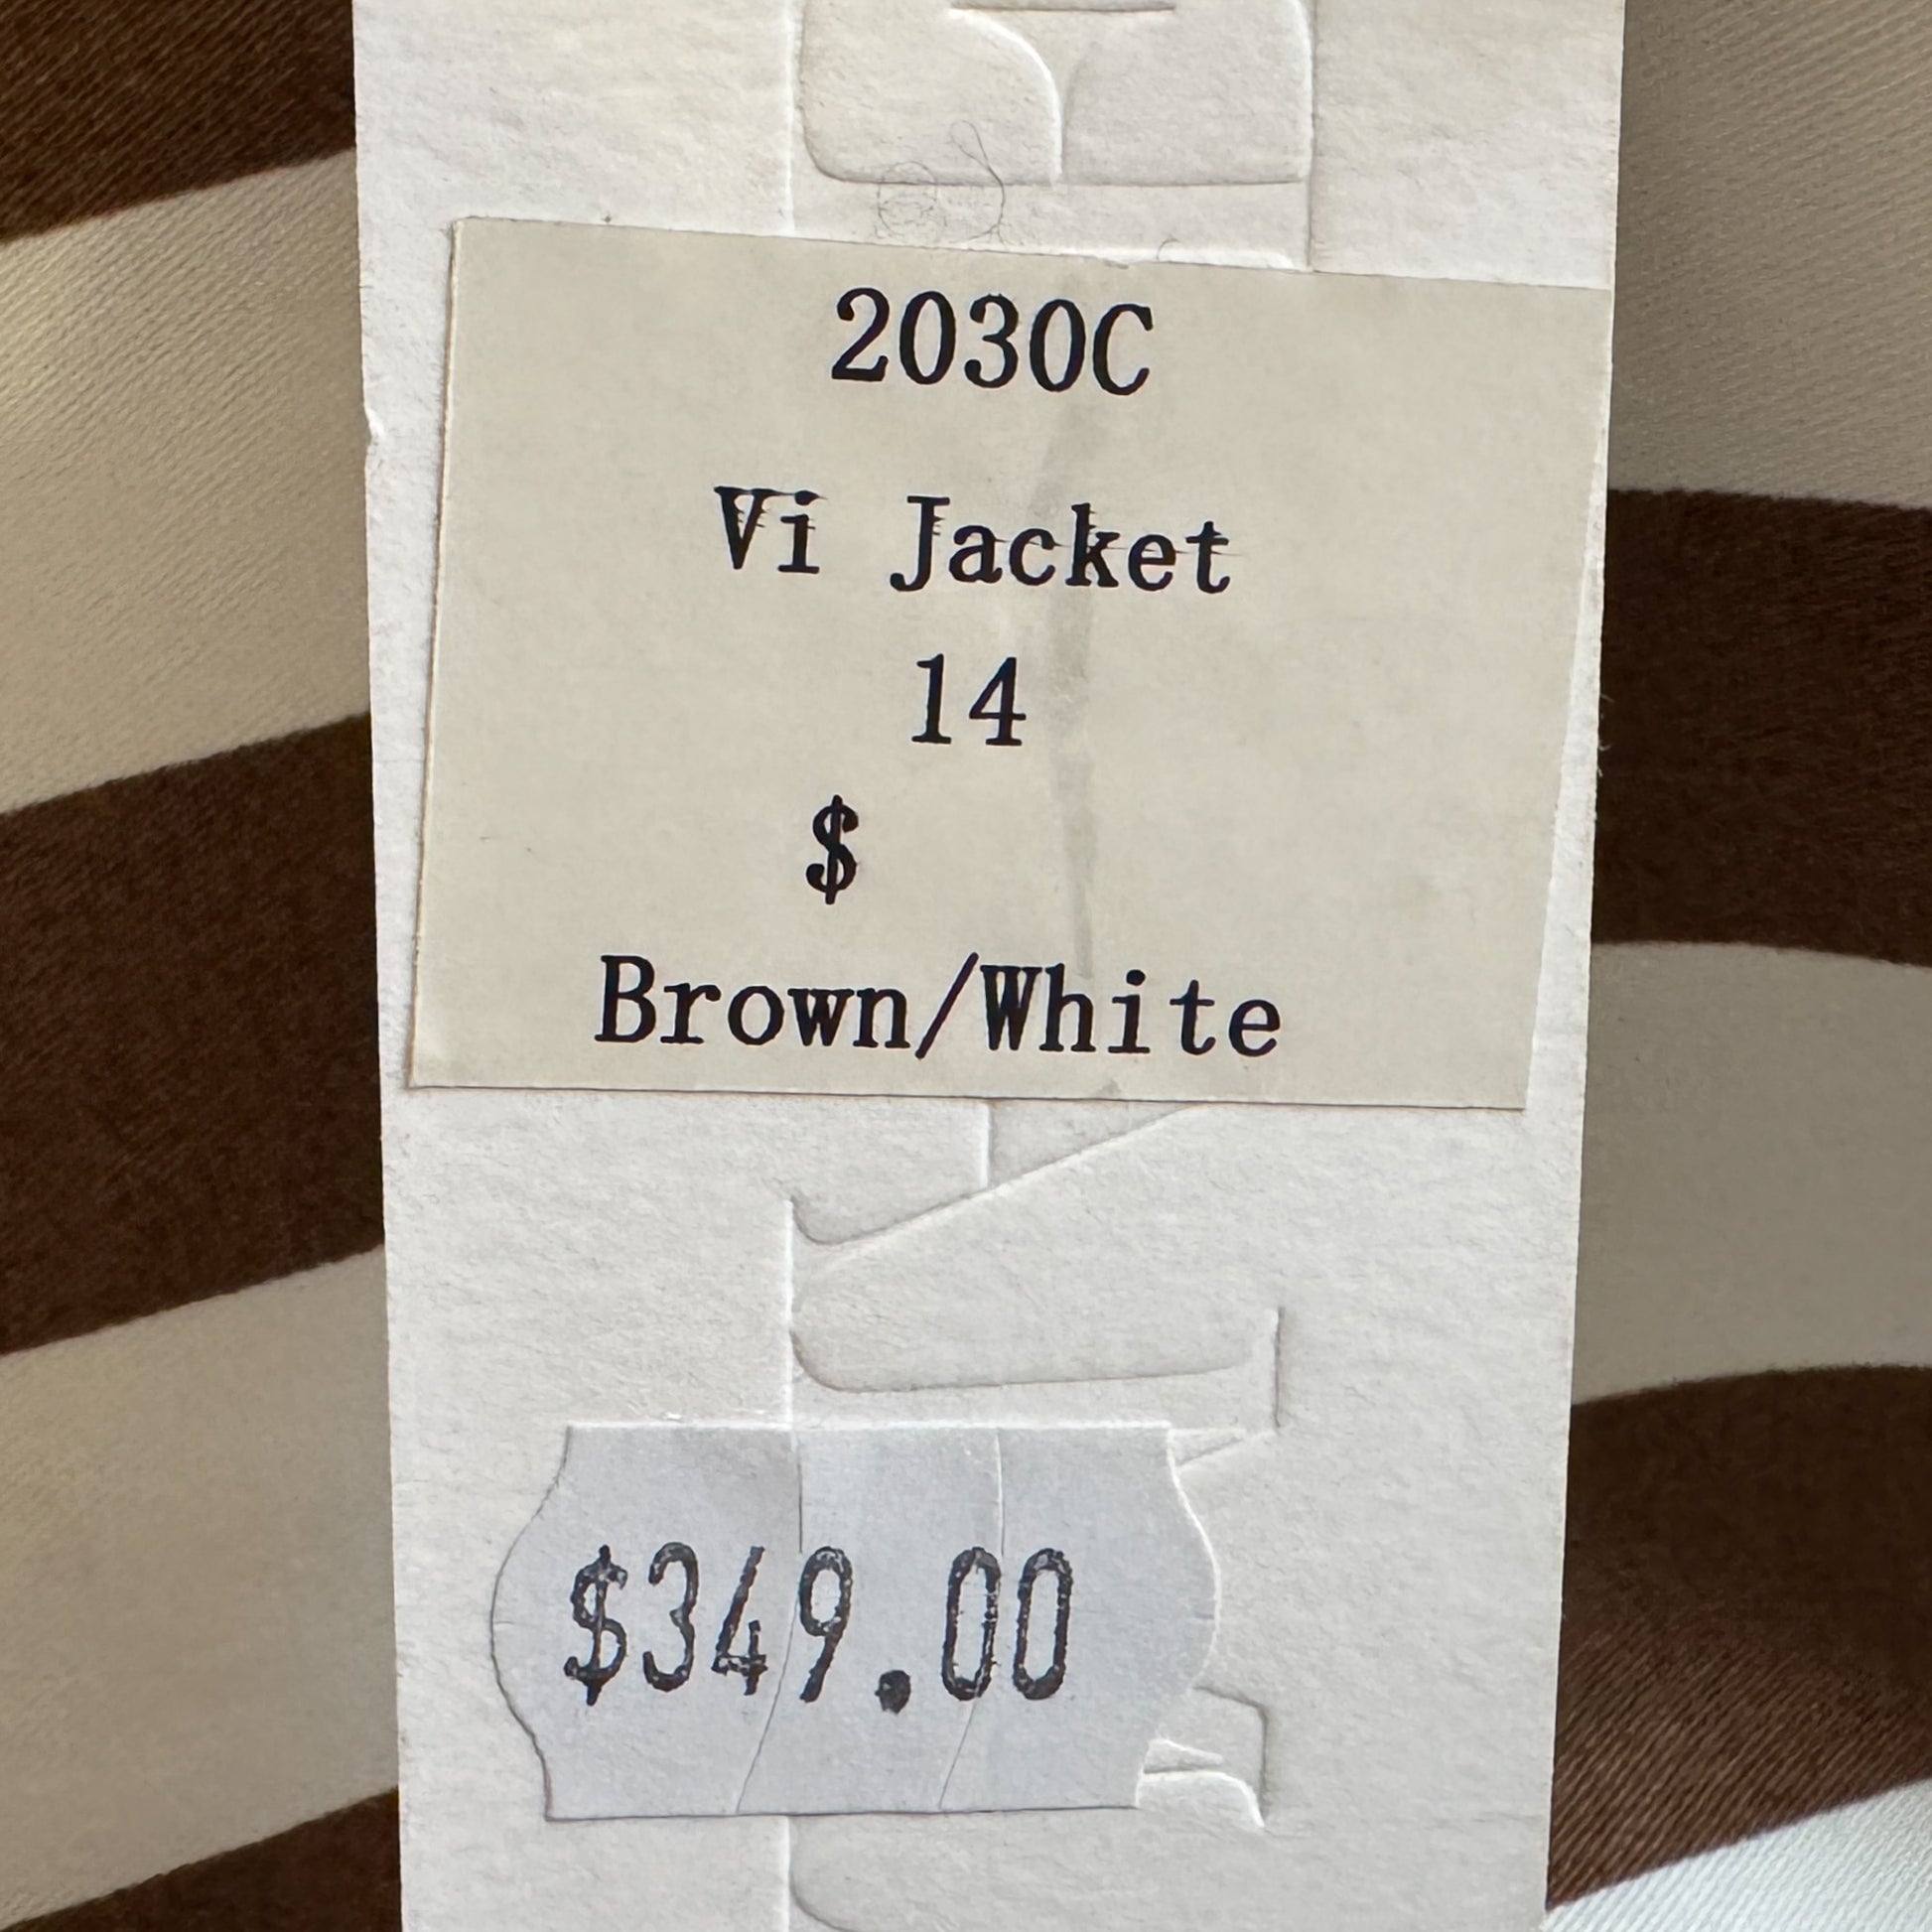 2030C
Vi Jacket
14
$
Brown/White
$349.00